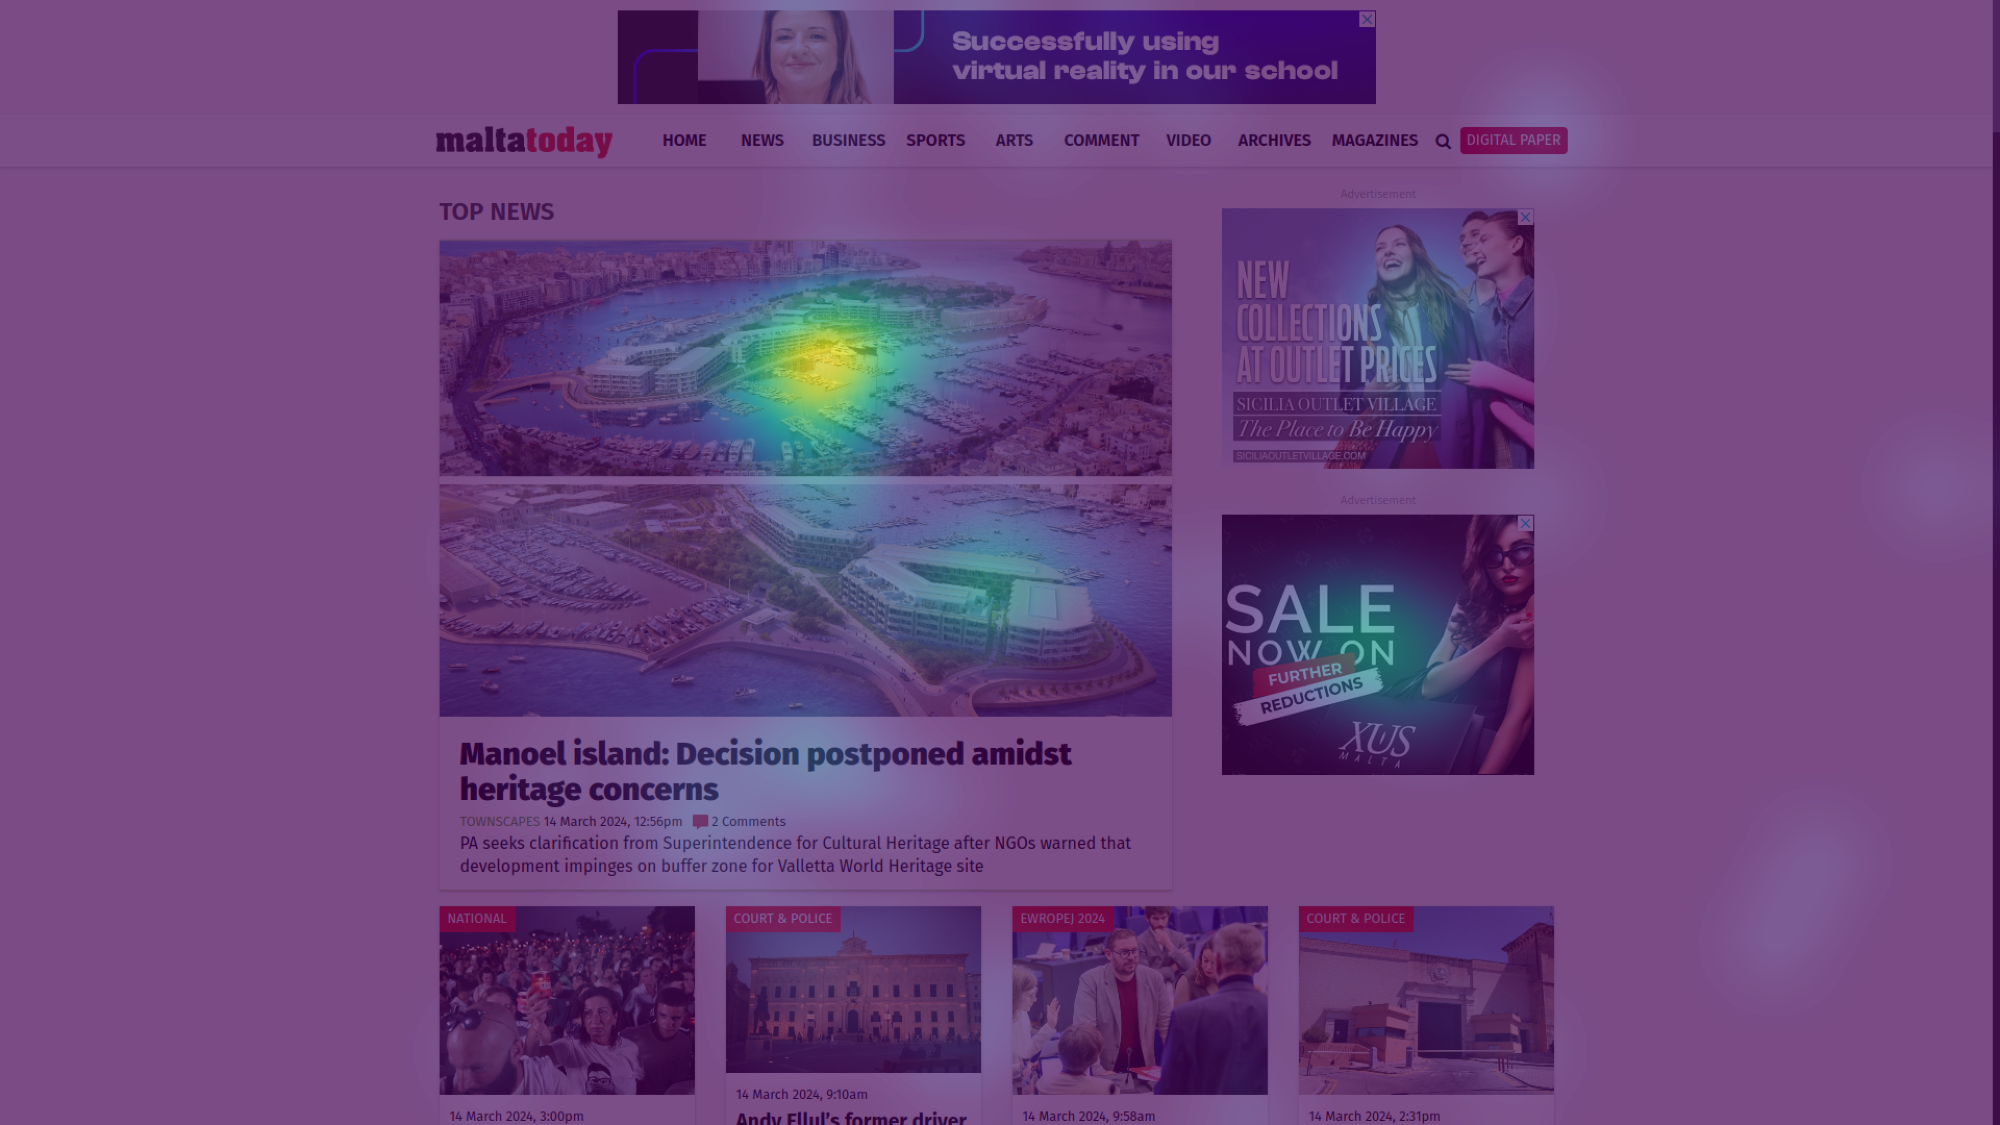 Successfully using
virtual reality in our school
maltatoday
HOME NEWS BUSINESS SPORTS ARTS COMMENT VIDEO ARCHIVES MAGAZINES DIGITAL PAPER
TOP NEWS
Manoel island: Decision postponed amidst
heritage concerns
TOWNSCAPES 14 March 2024, 12:56pm 2 Comments
PA seeks clarification from Superintendence for Cultural Heritage after NGOs warned that
development impinges on buffer zone for Valletta World Heritage site
Advertisement
NEW
COLLECTIONS
AT OUTLET PRICES
SICILIA OUTLET VILLAGE
The Place to Be Happy
SICILIAOUTLETVILLAGE.COM
Advertisement
SALE
NOW ON
FURTHER
REDUCTIONS
XUS
MALTA
NATIONAL
14 March 2024, 3:00pm
COURT & POLICE
14 March 2024, 9:10am
Andy Ellul's former driver
EWROPEJ 2024
14 March 2024, 9:58am
COURT & POLICE
14 March 2024, 2:31pm